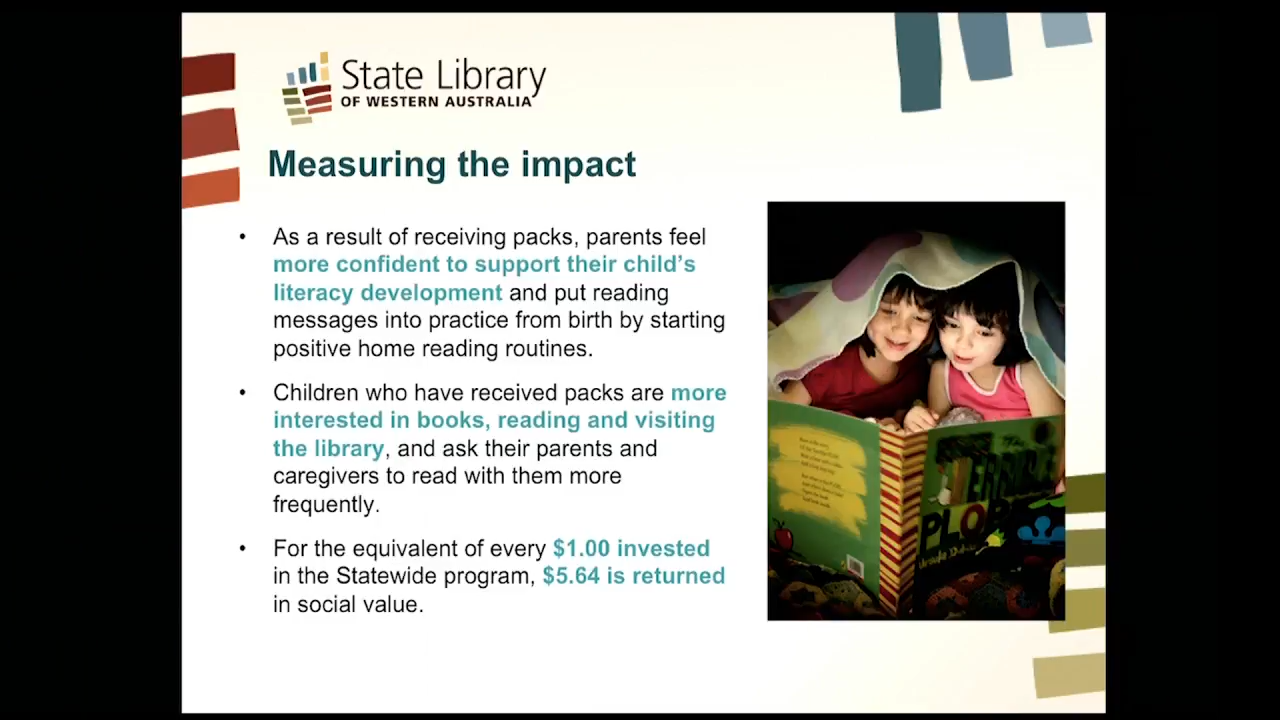 State Library
OF WESTERN AUSTRALIA
Measuring the impact
• As a result of receiving packs, parents feel
more confident to support their child's
literacy development and put reading
messages into practice from birth by starting
positive home reading routines.
• Children who have received packs are more
interested in books, reading and visiting
the library, and ask their parents and
caregivers to read with them more
frequently.
• For the equivalent of every $1.00 invested
in the Statewide program, $5.64 is returned
in social value.
The
PLOP